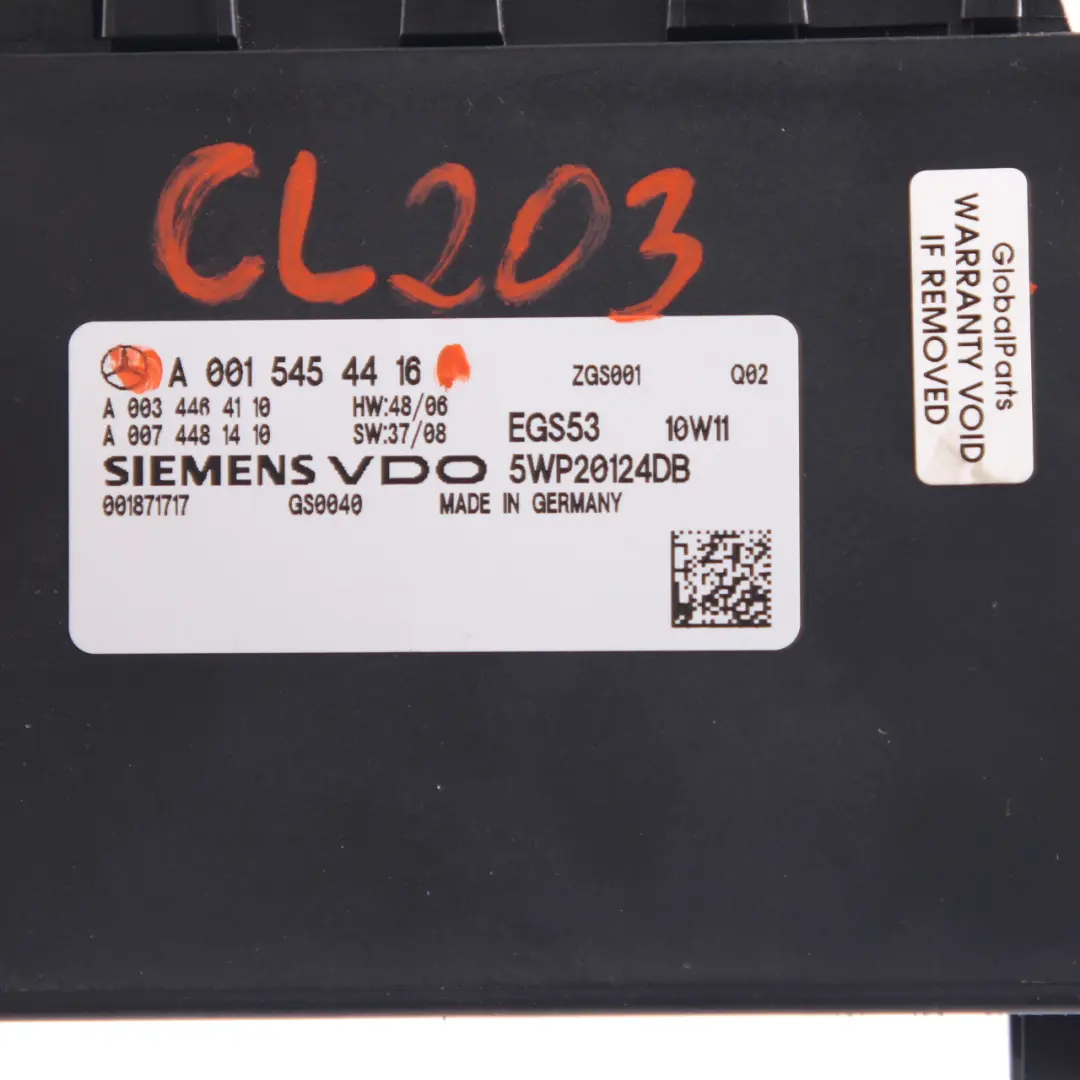 CL203
A 001 545 44 16
ZGS001 Q02
A 003 446 41 10 HW:48/06
A 007 448 14 10 SW:37/08 EGS53 10W11
SIEMENS VDO 5WP20124DB
001871717 GS0040 MADE IN GERMANY
GlobalParts
WARRANTY VOID
IF REMOVED